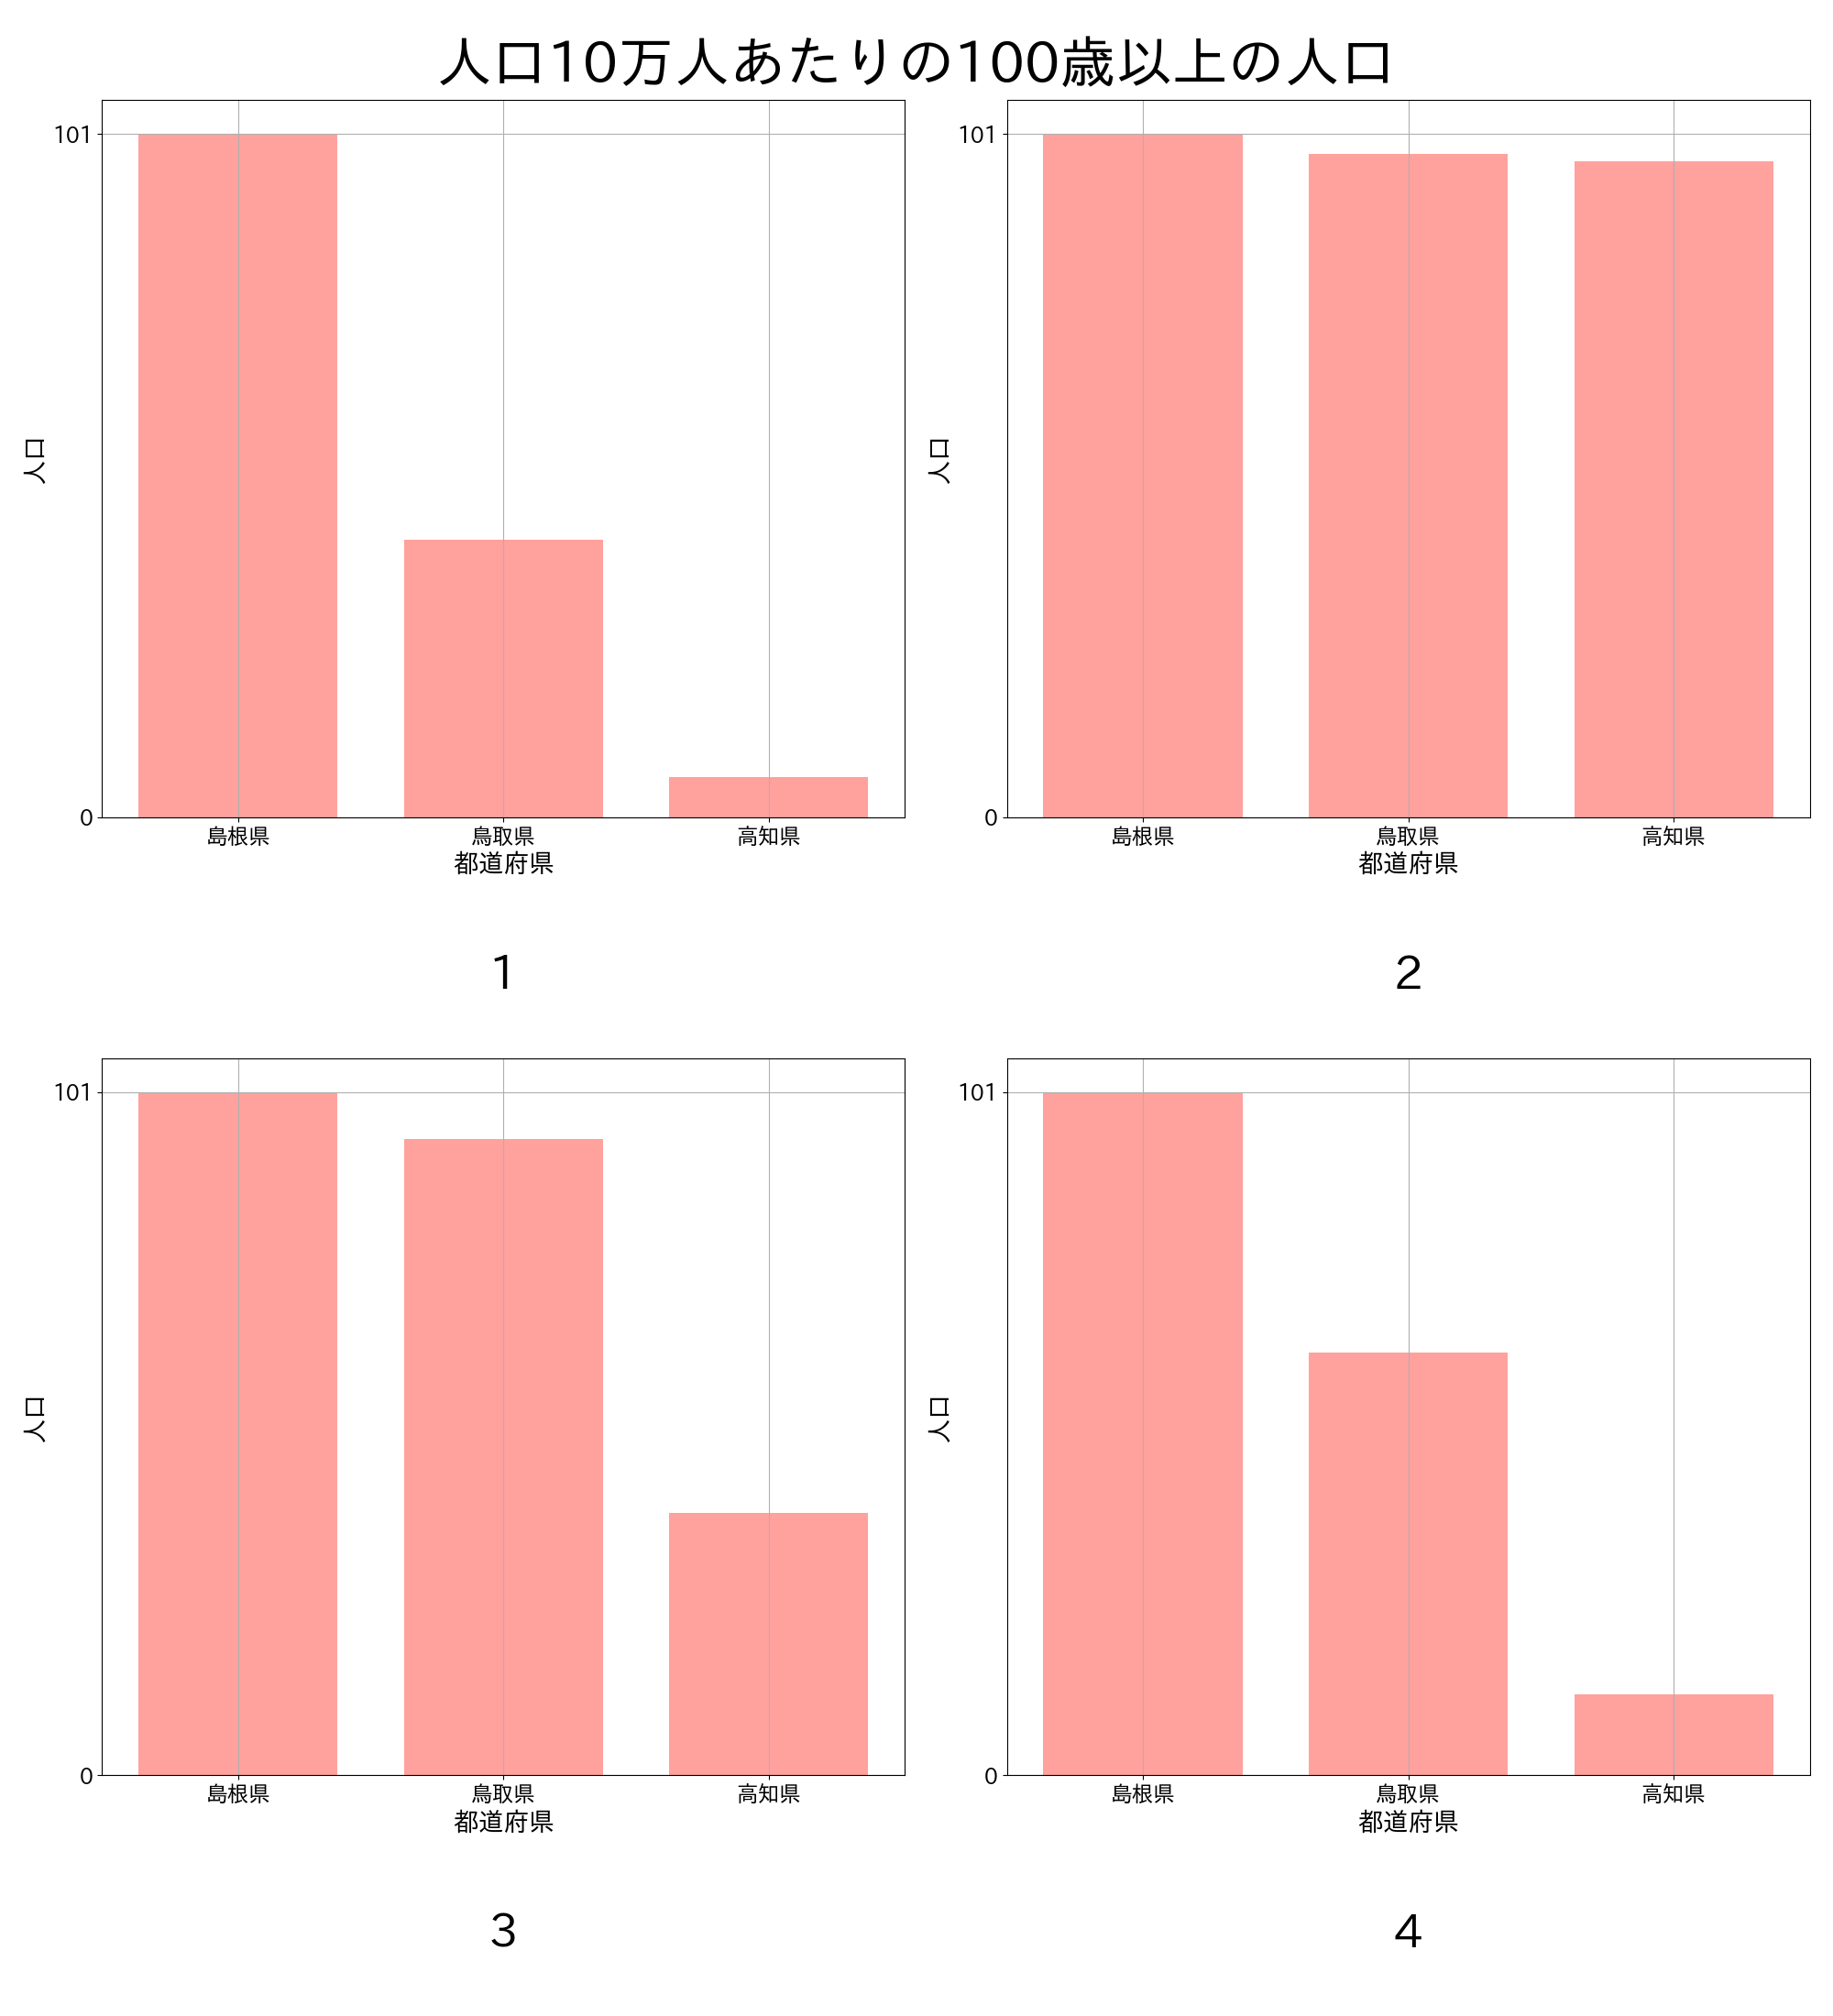 人口10万人あたりの100歳以上の人口
101
0
人口
島根県 鳥取県 高知県
都道府県
1
101
0
人口
島根県 鳥取県 高知県
都道府県
2
101
0
人口
島根県 鳥取県 高知県
都道府県
3
101
0
人口
島根県 鳥取県 高知県
都道府県
4